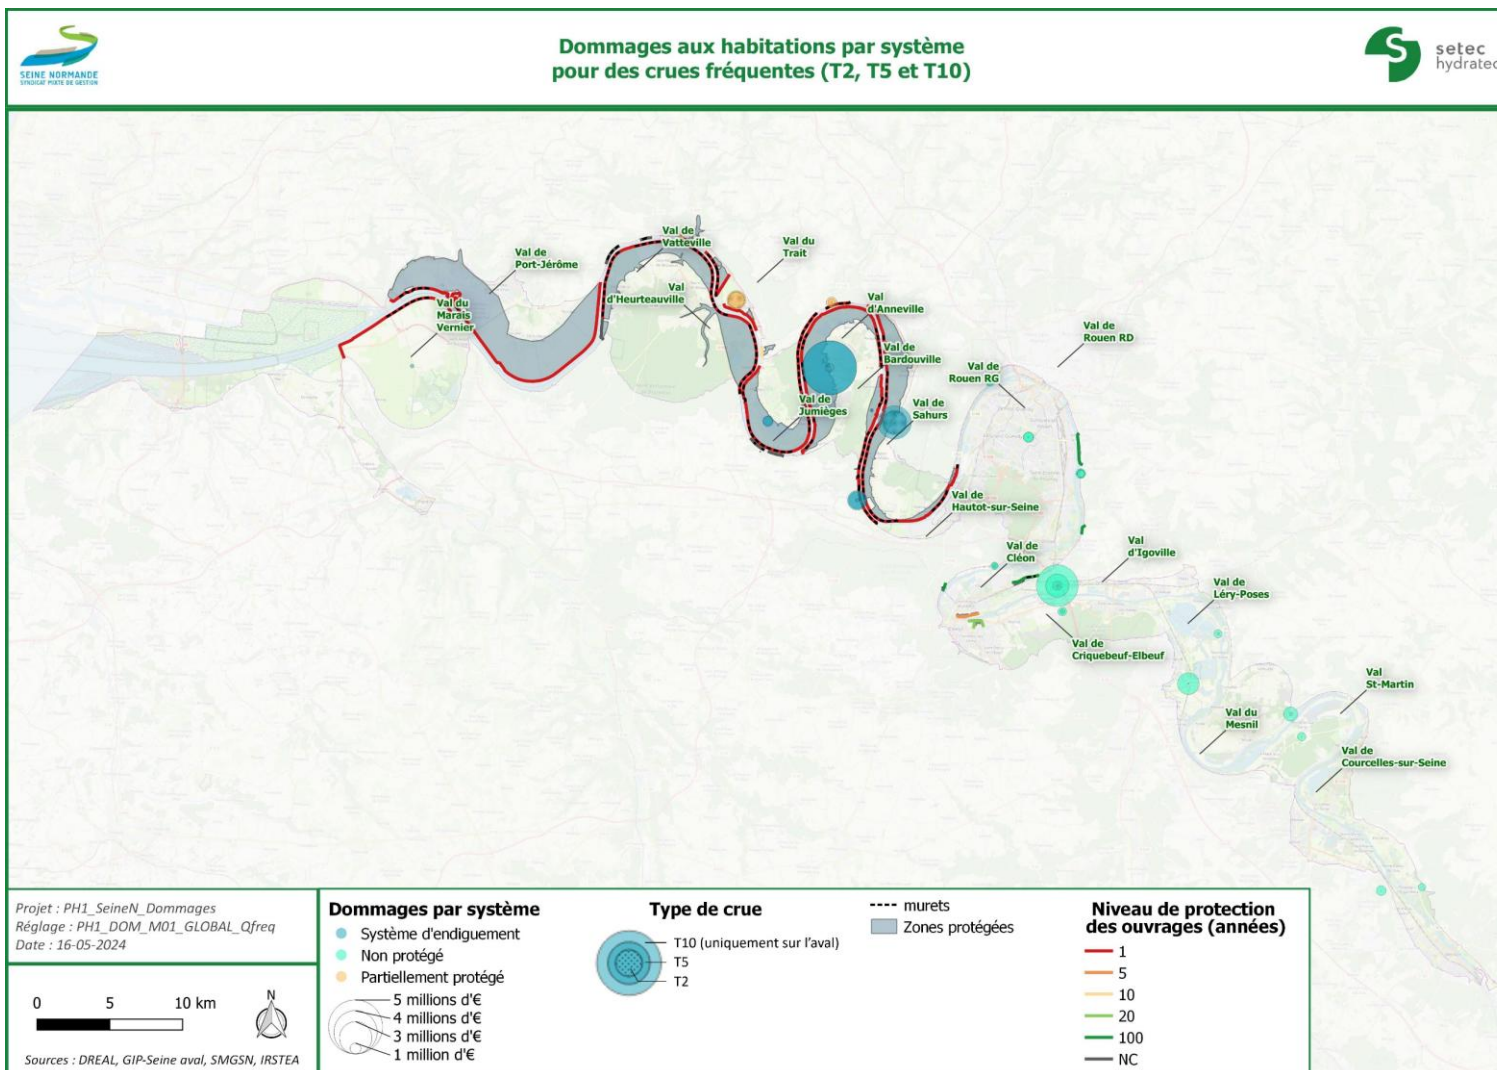 SEINE NORMANDE
SYNDICAT MIXTE DE GESTION
Dommages aux habitations par système
pour des crues fréquentes (T2, T5 et T10)
setec
hydratec
Val de
Port-Jérôme
Val de
Vatteville
Val du
Trait
Val
d'Heurteauville
Val du
Marais
Vernier
Val
d'Anneville
Val de
Bardouville
Val de
Rouen RD
Val de
Rouen RG
Val de
Jumièges
Val de
Sahurs
Val de
Hautot-sur-Seine
Val de
Cléon
Val
d'Igoville
Val de
Léry-Poses
Val de
Criquebeuf-Elbeuf
Val
St-Martin
Val du
Mesnil
Val de
Courcelles-sur-Seine
Projet : PH1_SeineN_Dommages
Réglage : PH1_DOM_M01_GLOBAL_Qfreq
Date : 16-05-2024
0 5 10 km
N
Sources : DREAL, GIP-Seine aval, SMGSN, IRSTEA
Dommages par système
Système d'endiguement
Non protégé
Partiellement protégé
5 millions d'€
4 millions d'€
3 millions d'€
1 million d'€
Type de crue
T10 (uniquement sur l'aval)
T5
T2
murets
Zones protégées
Niveau de protection
des ouvrages (années)
1
5
10
20
100
NC